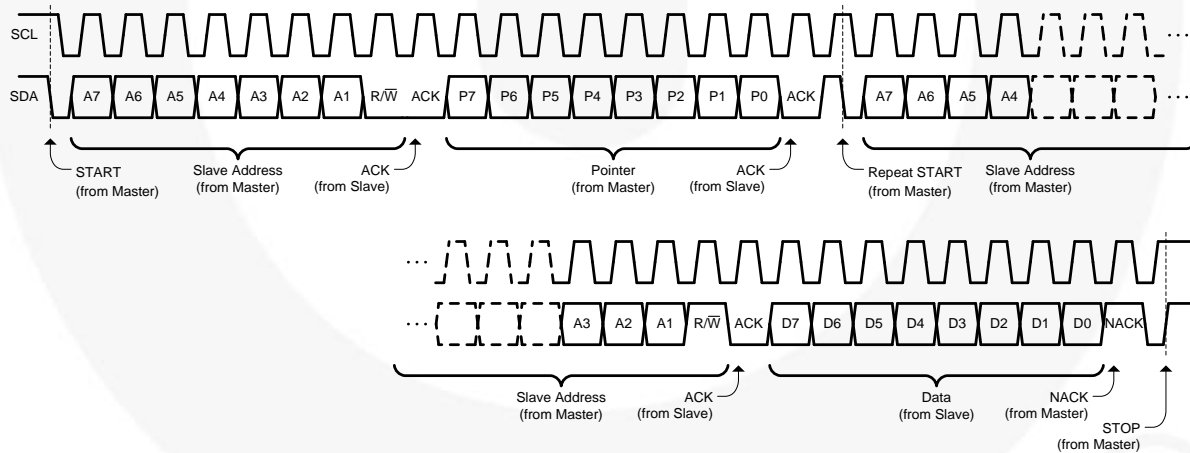 SCL
...
SDA A7 A6 A5 A4 A3 A2 A1 R/W̅ ACK P7 P6 P5 P4 P3 P2 P1 P0 ACK A7 A6 A5 A4 ...
START
(from Master)
Slave Address
(from Master)
ACK
(from Slave)
Pointer
(from Master)
ACK
(from Slave)
Repeat START
(from Master)
Slave Address
(from Master)
...
... A3 A2 A1 R/W̅ ACK D7 D6 D5 D4 D3 D2 D1 D0 NACK
Slave Address
(from Master)
ACK
(from Slave)
Data
(from Slave)
NACK
(from Master)
STOP
(from Master)